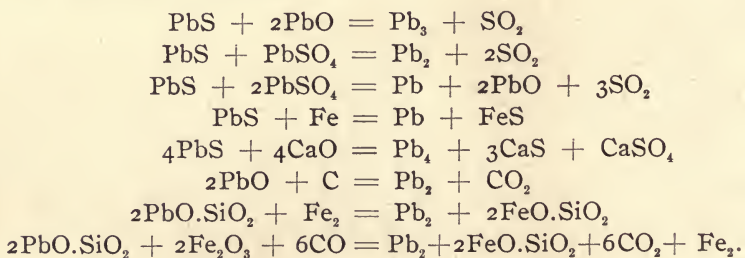 PbS + 2PbO = Pb₃ + SO₂
PbS + PbSO₄ = Pb₂ + 2SO₂
PbS + 2PbSO₄ = Pb + 2PbO + 3SO₂
PbS + Fe = Pb + FeS
4PbS + 4CaO = Pb₄ + 3CaS + CaSO₄
2PbO + C = Pb₂ + CO₂
2PbO.SiO₂ + Fe₂ = Pb₂ + 2FeO.SiO₂
2PbO.SiO₂ + 2Fe₂O₃ + 6CO = Pb₂+2FeO.SiO₂+6CO₂+ Fe₂.